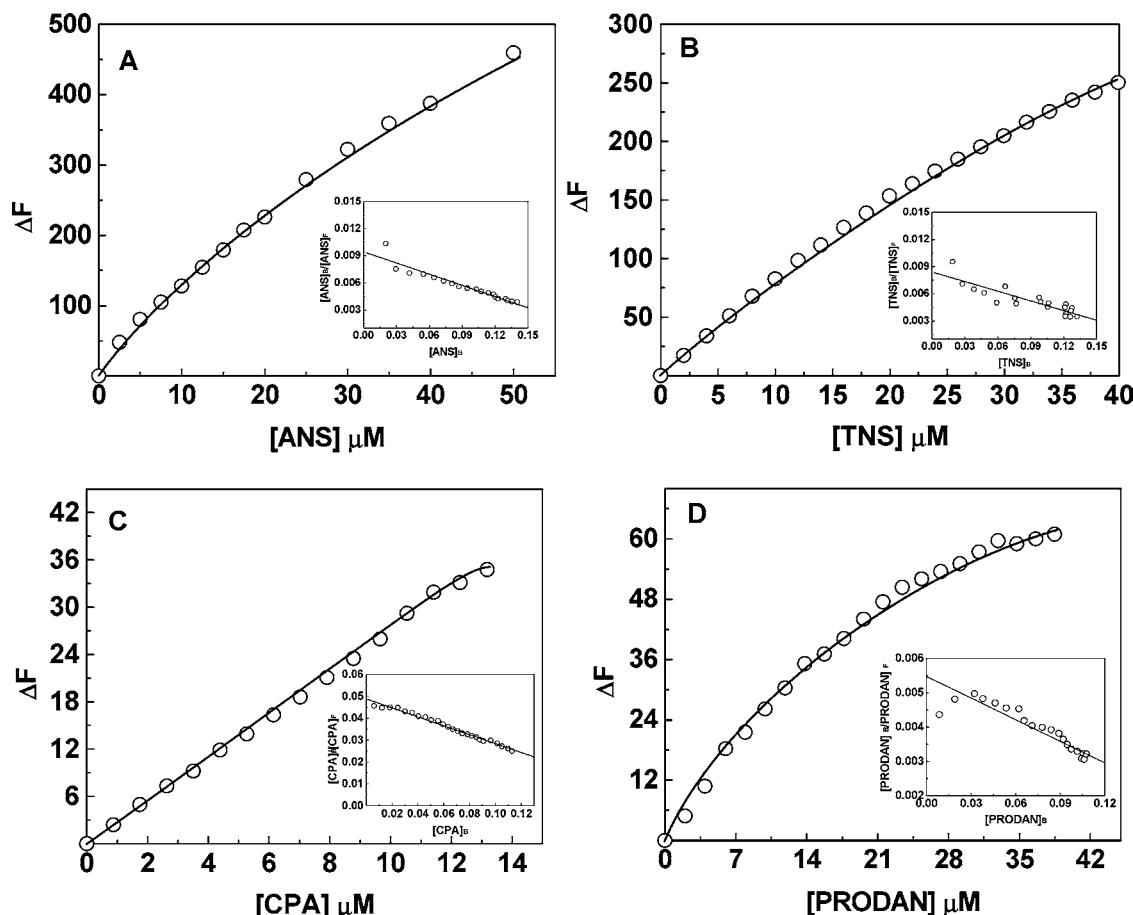 A
ΔF
500
400
300
200
100
0
0 10 20 30 40 50
[ANS] μM
[ANS]B/[ANS]F
0.015
0.012
0.009
0.006
0.003
0.00 0.03 0.06 0.09 0.12 0.15
[ANS]B
B
ΔF
300
250
200
150
100
50
0
0 5 10 15 20 25 30 35 40
[TNS] μM
[TNS]B/[TNS]F
0.015
0.012
0.009
0.006
0.003
0.00 0.03 0.06 0.09 0.12 0.15
[TNS]B
C
ΔF
42
36
30
24
18
12
6
0 2 4 6 8 10 12 14
[CPA] μM
0.06
0.05
0.04
0.03
0.02
0.01
0.00
0.02 0.04 0.06 0.08 0.10 0.12
[CPA]B
D
ΔF
60
48
36
24
12
0
0 7 14 21 28 35 42
[PRODAN] μM
[PRODAN]B/PRODAN]F
0.006
0.005
0.004
0.003
0.002
0.00 0.03 0.06 0.09 0.12
[PRODAN]B